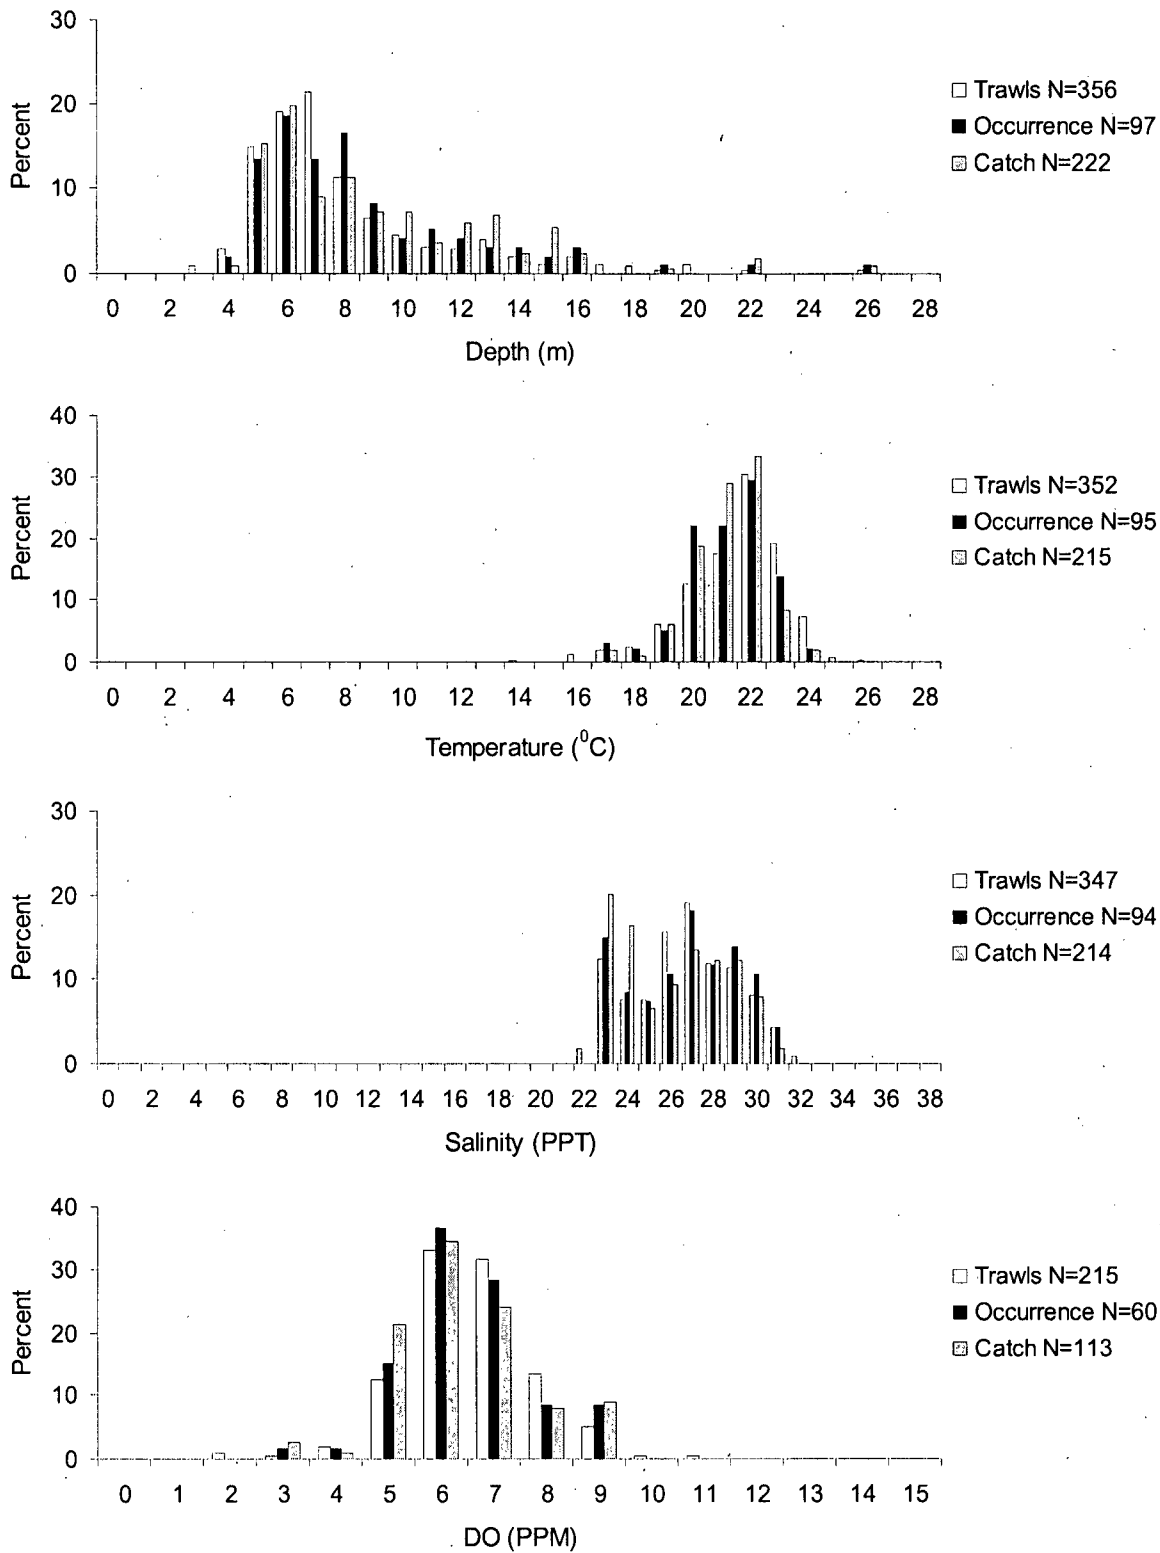 30
20
10
0
Percent
0 2 4 6 8 10 12 14 16 18 20 22 24 26 28
Depth (m)
Trawls N=356
Occurrence N=97
Catch N=222
40
30
20
10
0
Percent
0 2 4 6 8 10 12 14 16 18 20 22 24 26 28
Temperature (⁰C)
Trawls N=352
Occurrence N=95
Catch N=215
30
20
10
0
Percent
0 2 4 6 8 10 12 14 16 18 20 22 24 26 28 30 32 34 36 38
Salinity (PPT)
Trawls N=347
Occurrence N=94
Catch N=214
40
30
20
10
0
Percent
0 1 2 3 4 5 6 7 8 9 10 11 12 13 14 15
DO (PPM)
Trawls N=215
Occurrence N=60
Catch N=113